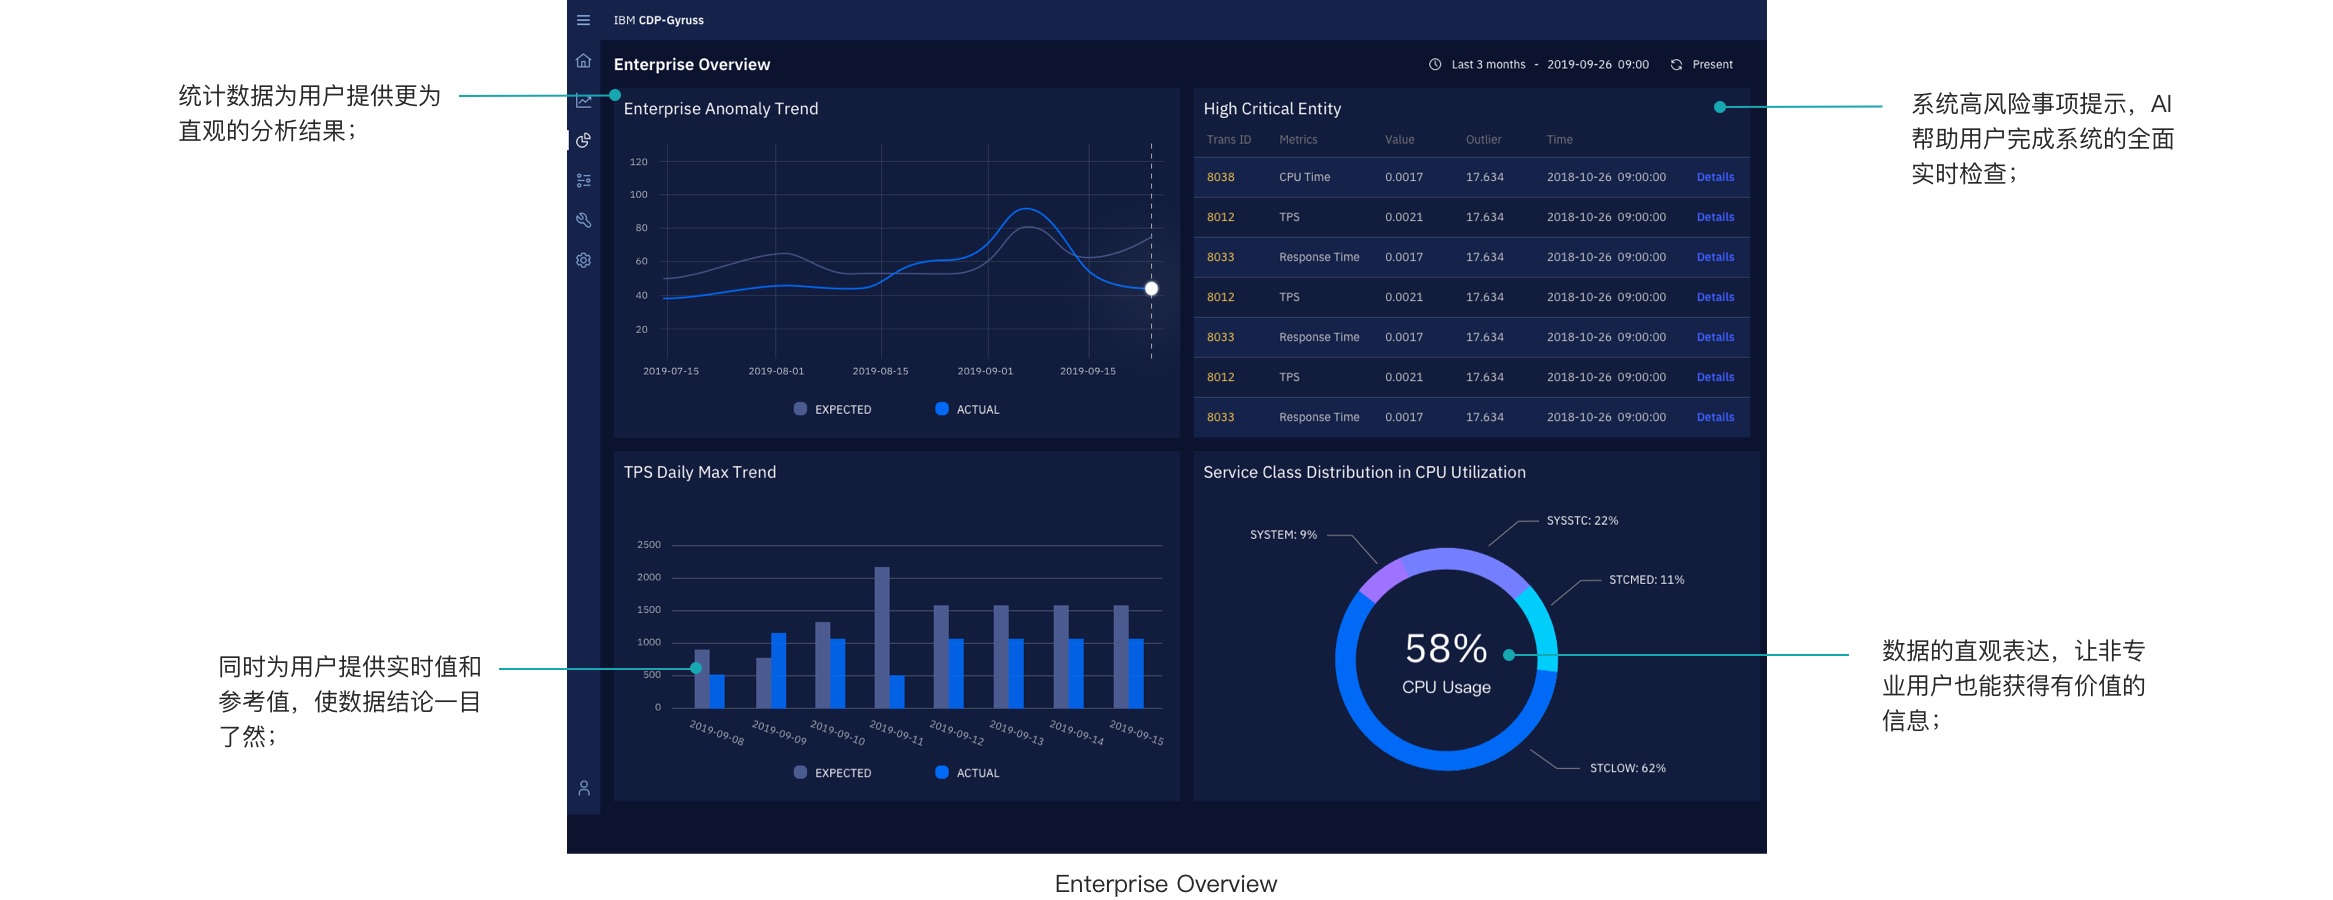 IBM CDP-Gyruss
Enterprise Overview
Last 3 months - 2019-09-26 09:00
Present
统计数据为用户提供更为
直观的分析结果；
Enterprise Anomaly Trend
120
100
80
60
40
20
2019-07-15
2019-08-01
2019-08-15
2019-09-01
2019-09-15
EXPECTED
ACTUAL
High Critical Entity
Trans ID Metrics Value Outlier Time
8038 CPU Time 0.0017 17.634 2018-10-26 09:00:00 Details
8012 TPS 0.0021 17.634 2018-10-26 09:00:00 Details
8033 Response Time 0.0017 17.634 2018-10-26 09:00:00 Details
8012 TPS 0.0021 17.634 2018-10-26 09:00:00 Details
8033 Response Time 0.0017 17.634 2018-10-26 09:00:00 Details
8012 TPS 0.0021 17.634 2018-10-26 09:00:00 Details
8033 Response Time 0.0017 17.634 2018-10-26 09:00:00 Details
系统高风险事项提示，AI
帮助用户完成系统的全面
实时检查；
同时为用户提供实时值和
参考值，使数据结论一目
了然；
TPS Daily Max Trend
2500
2000
1500
1000
500
0
2019-09-08
2019-09-09
2019-09-10
2019-09-11
2019-09-12
2019-09-13
2019-09-14
2019-09-15
EXPECTED
ACTUAL
Service Class Distribution in CPU Utilization
SYSSTC: 22%
SYSTEM: 9%
STCMED: 11%
58%
CPU Usage
STCLOW: 62%
数据的直观表达，让非专
业用户也能获得有价值的
信息；
Enterprise Overview